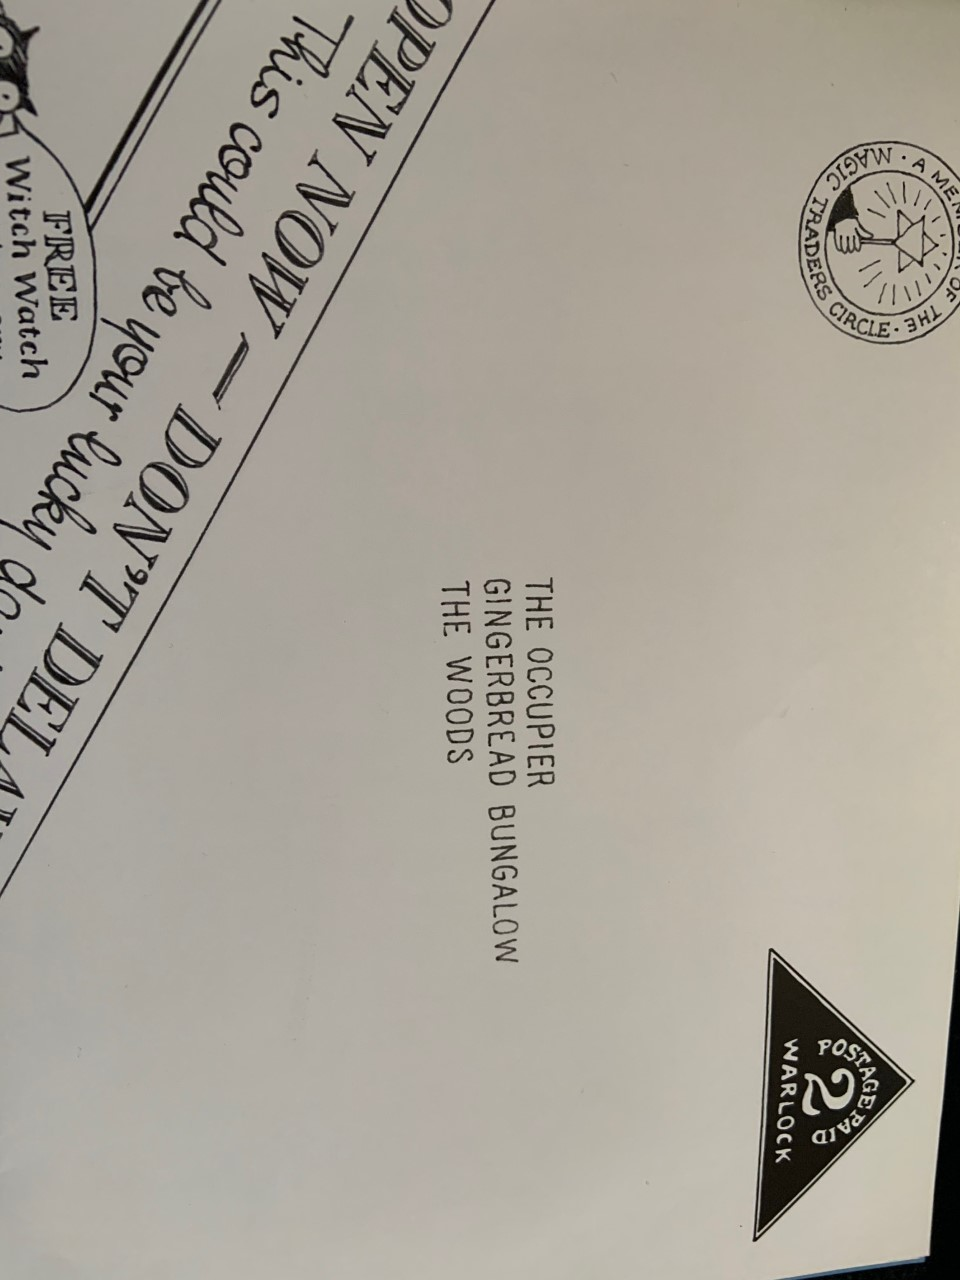 A MEMBER OF THE
MAGIC TRADERS CIRCLE
POSTAGE PAID
2
WARLOCK
THE OCCUPIER
GINGERBREAD BUNGALOW
THE WOODS
OPEN NOW — DON'T DELAY
This could be your lucky
FREE
Witch Watch